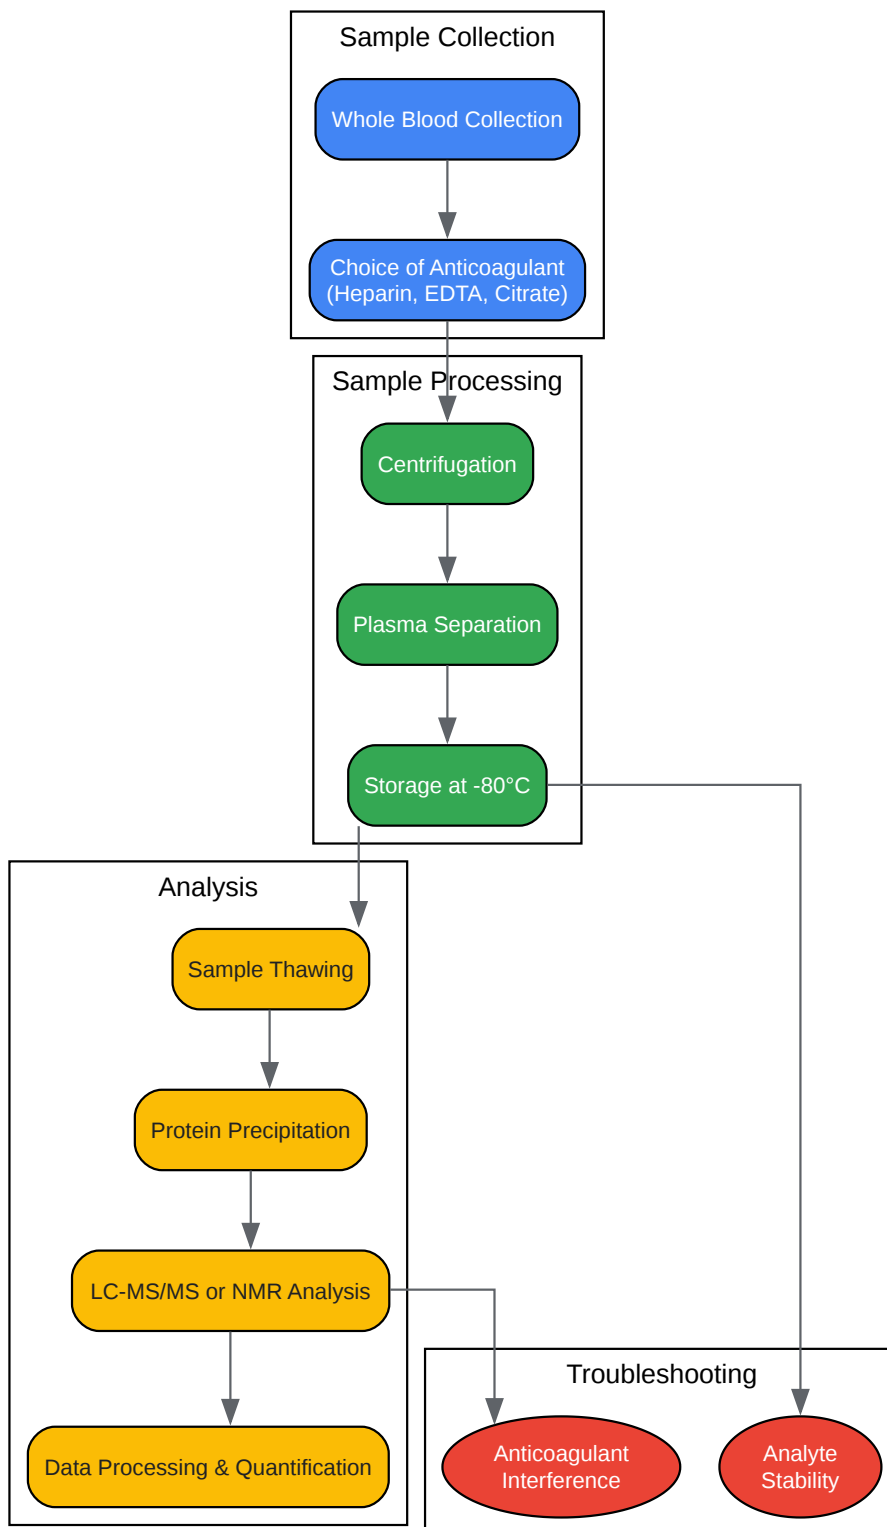 Sample Collection
Whole Blood Collection
Choice of Anticoagulant
(Heparin, EDTA, Citrate)
Sample Processing
Centrifugation
Plasma Separation
Storage at -80°C
Analysis
Sample Thawing
Protein Precipitation
LC-MS/MS or NMR Analysis
Data Processing & Quantification
Troubleshooting
Anticoagulant
Interference
Analyte
Stability